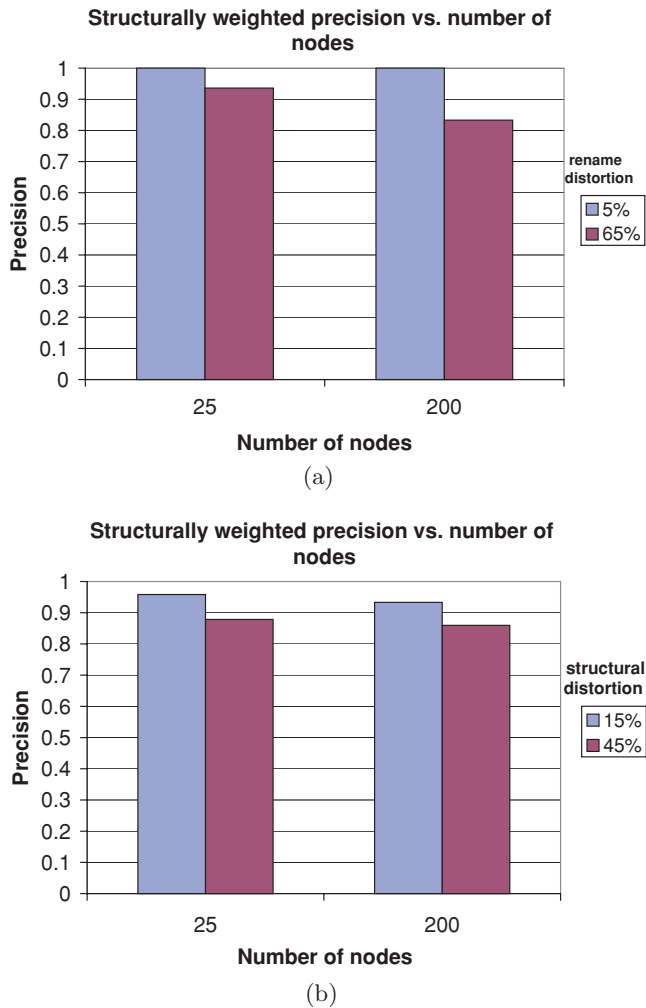 Structurally weighted precision vs. number of
nodes
1
0.9
0.8
0.7
0.6
0.5
0.4
0.3
0.2
0.1
0
Precision
25 200
Number of nodes
rename
distortion
5%
65%
(a)
Structurally weighted precision vs. number of
nodes
1
0.9
0.8
0.7
0.6
0.5
0.4
0.3
0.2
0.1
0
Precision
25 200
Number of nodes
structural
distortion
15%
45%
(b)